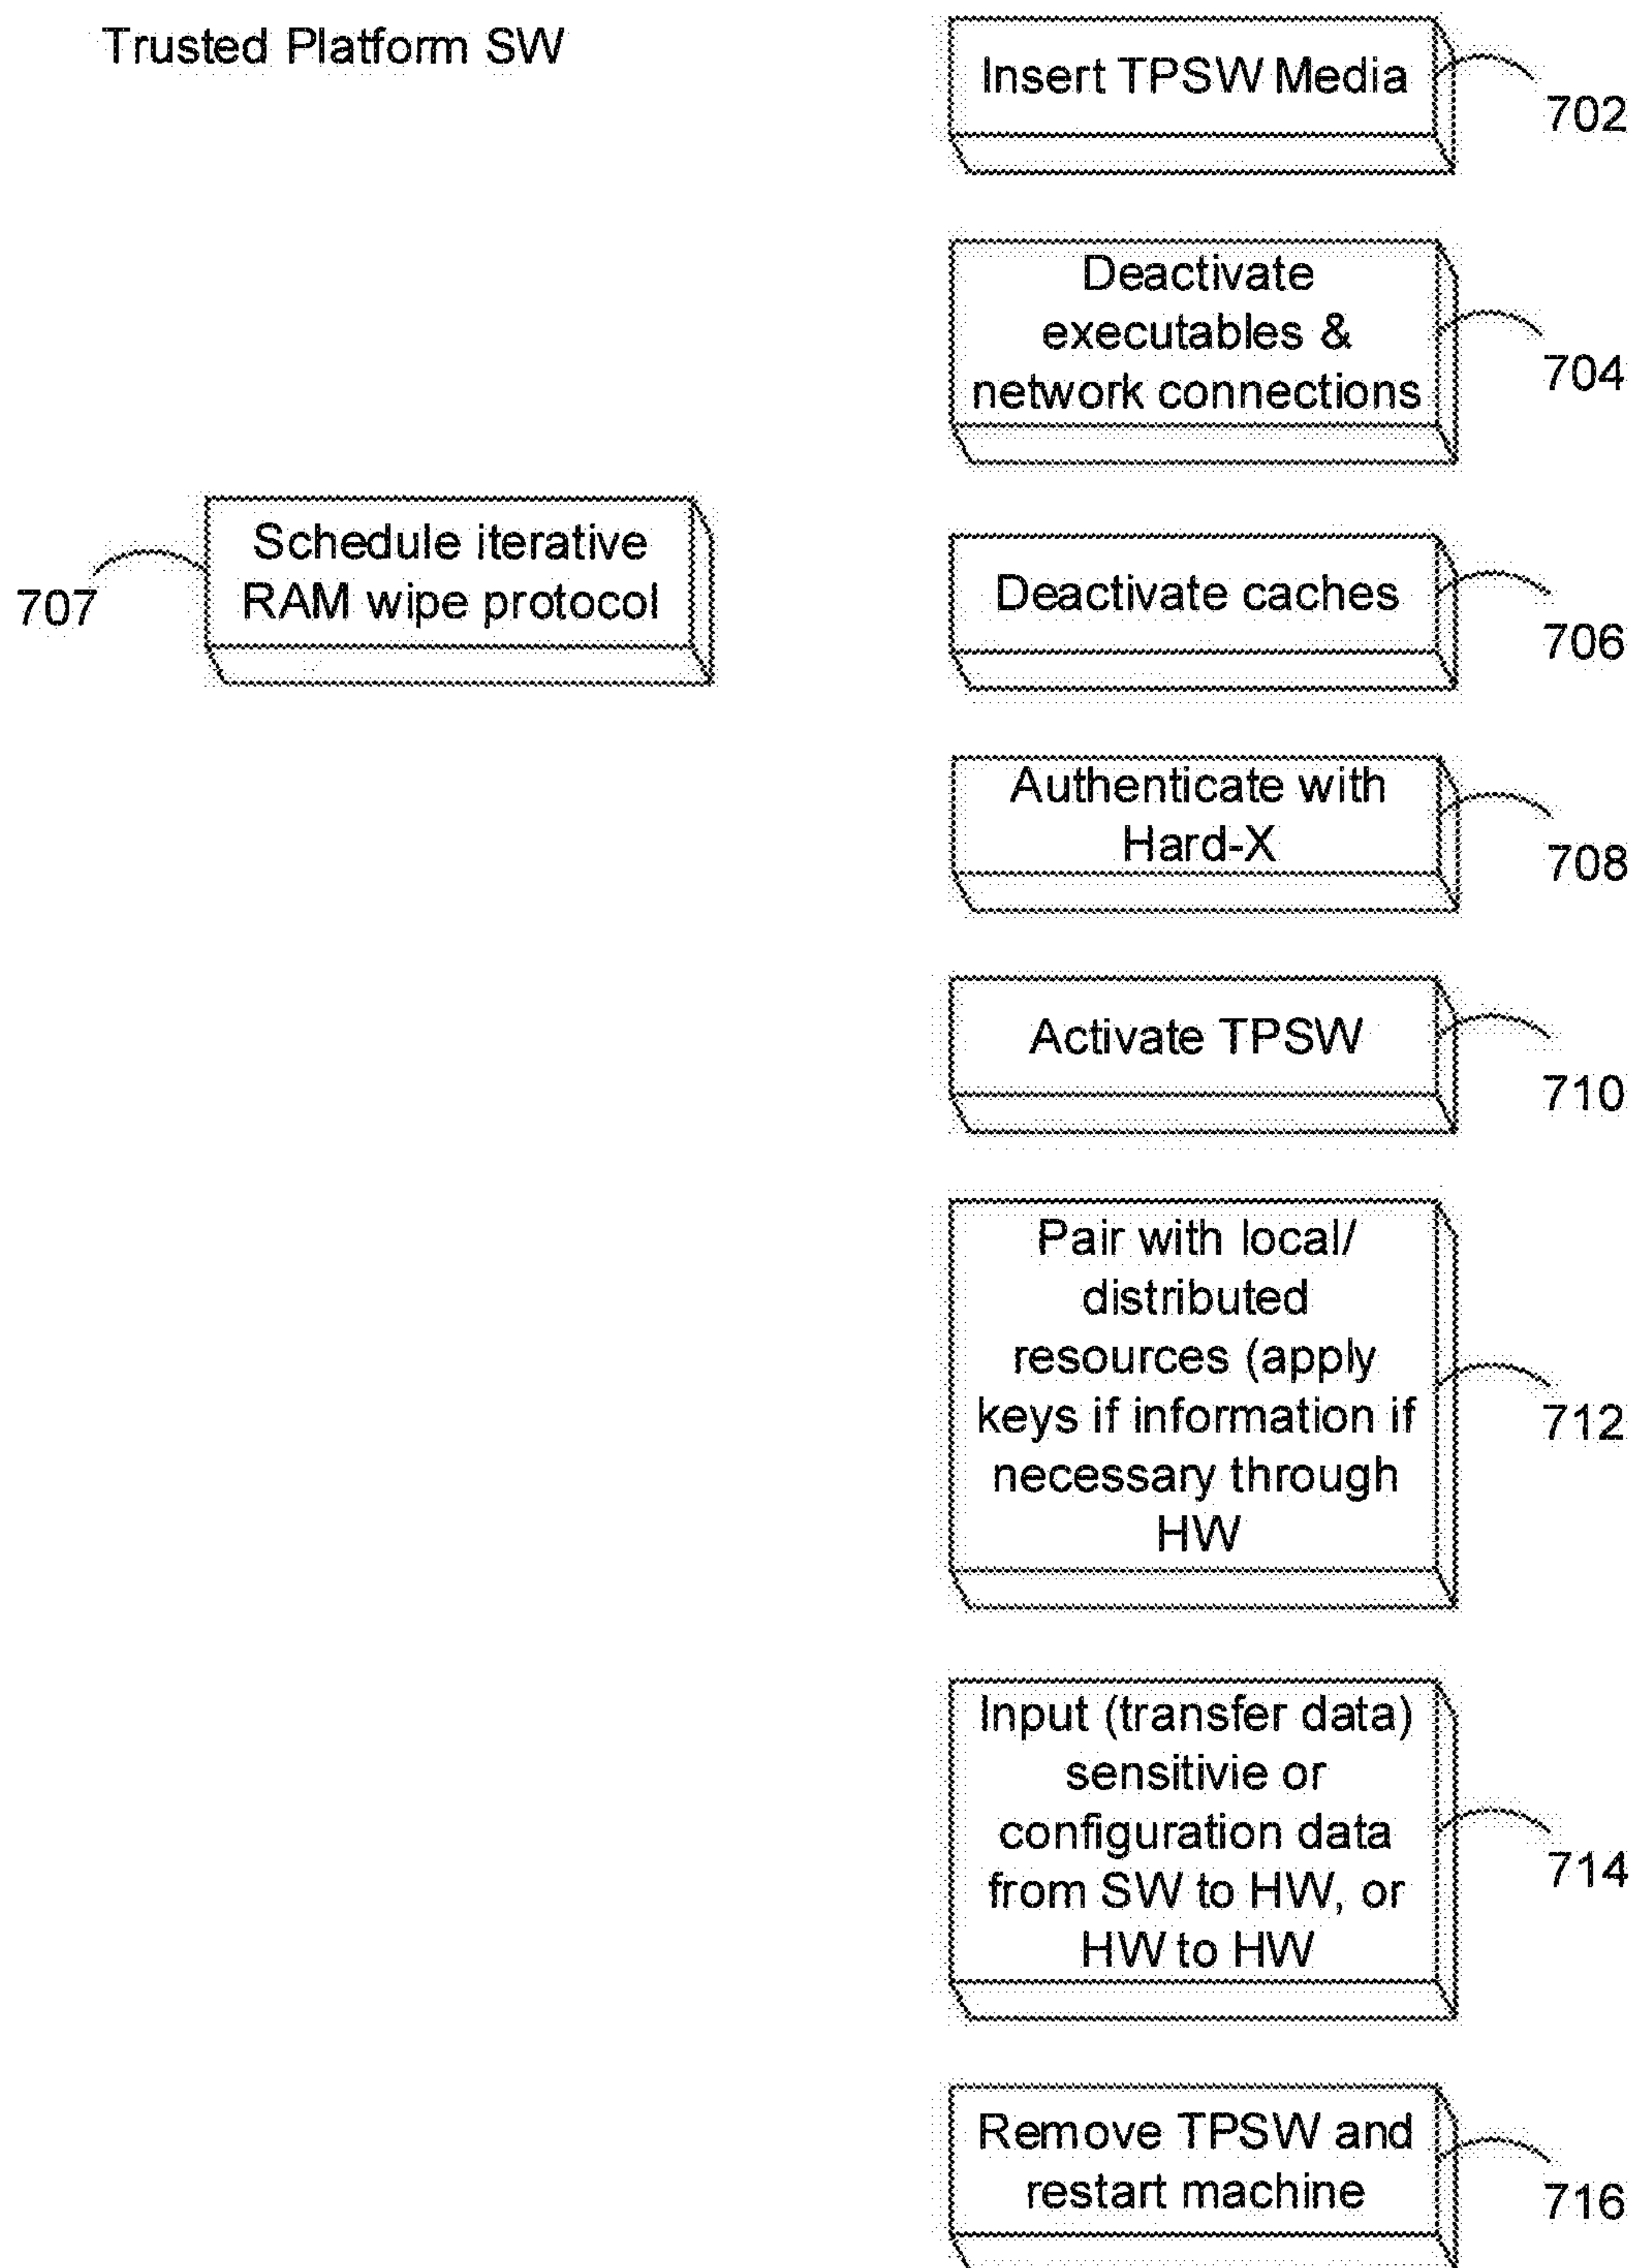 Trusted Platform SW
Insert TPSW Media
702
Deactivate
executables &
network connections
704
Schedule iterative
RAM wipe protocol
707
Deactivate caches
706
Authenticate with
Hard-X
708
Activate TPSW
710
Pair with local/
distributed
resources (apply
keys if information if
necessary through
HW
712
Input (transfer data)
sensitivie or
configuration data
from SW to HW, or
HW to HW
714
Remove TPSW and
restart machine
716